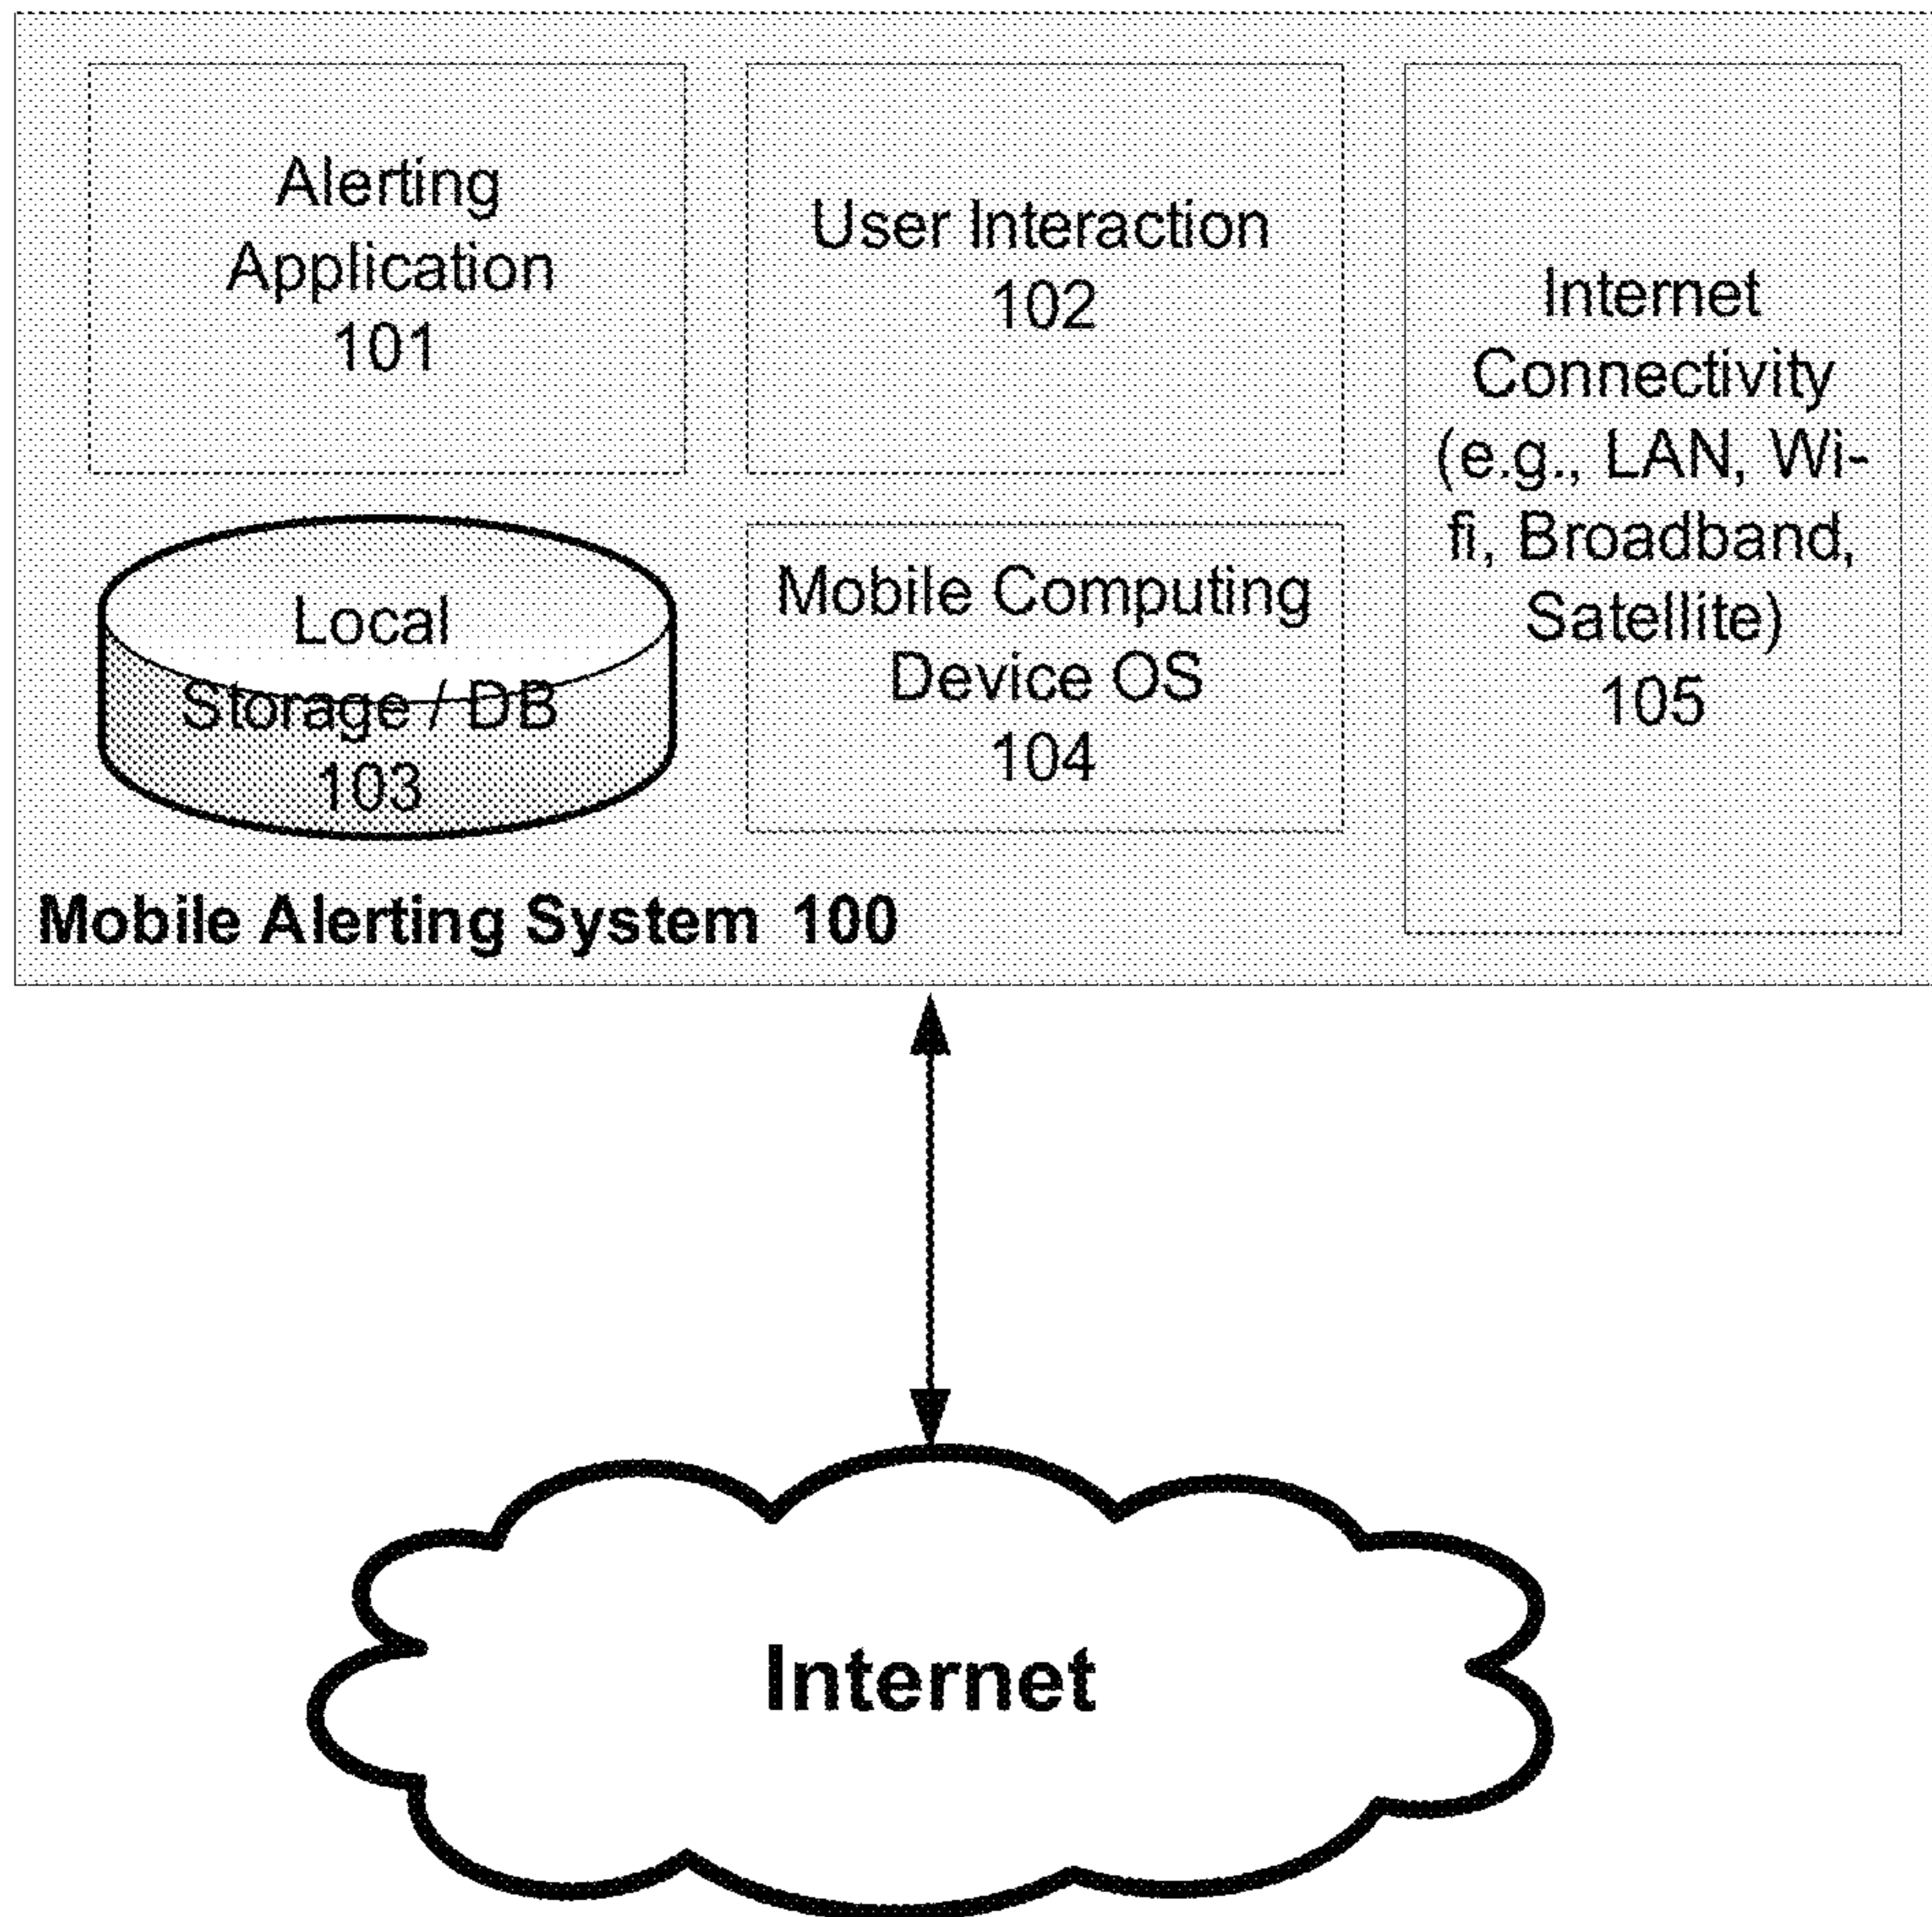 Alerting
Application
101
User Interaction
102
Internet
Connectivity
(e.g., LAN, Wi-
fi, Broadband,
Satellite)
105
Local
Storage / DB
103
Mobile Computing
Device OS
104
Mobile Alerting System 100
Internet